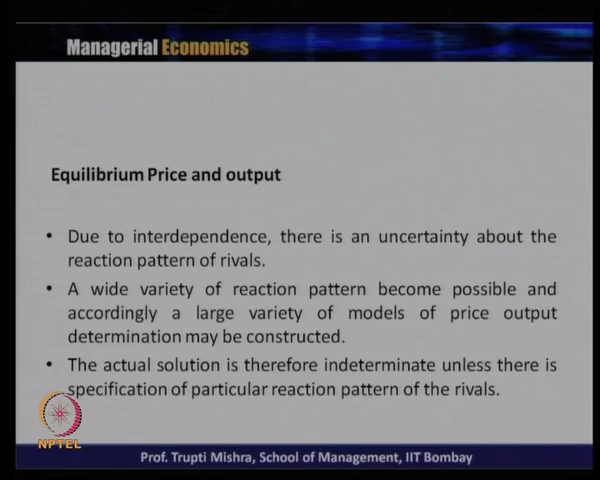 Managerial Economics
Equilibrium Price and output
• Due to interdependence, there is an uncertainty about the
reaction pattern of rivals.
• A wide variety of reaction pattern become possible and
accordingly a large variety of models of price output
determination may be constructed.
• The actual solution is therefore indeterminate unless there is
specification of particular reaction pattern of the rivals.
NPTEL
Prof. Trupti Mishra, School of Management, IIT Bombay